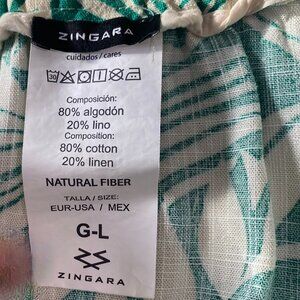 ZINGARA
cuidados/cares
30
Composición:
80% algodón
20% lino
Composition:
80% cotton
20% linen
NATURAL FIBER
TALLA / SIZE:
EUR-USA / MEX
G-L
ZINGARA